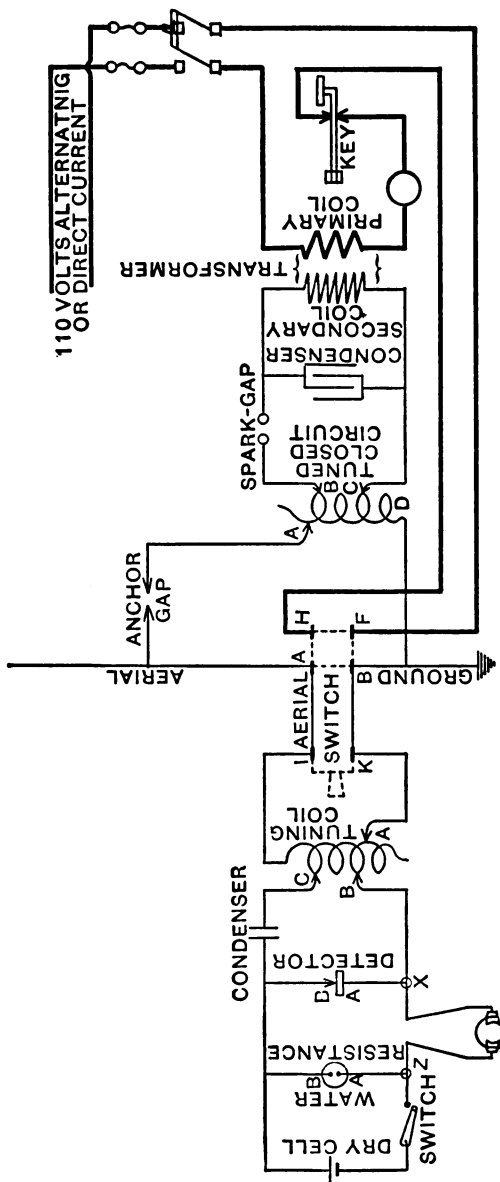 110 VOLTS ALTERNATNIG
OR DIRECT CURRENT
KEY
PRIMARY
COIL
TRANSFORMER
SECONDARY
COIL
CONDENSER
SPARK-GAP
TUNED
CLOSED
CIRCUIT
A
B
C
D
ANCHOR
GAP
AERIAL
H
F
A
B
GROUND
AERIAL
SWITCH
I
K
TUNING
COIL
C
B
A
CONDENSER
DETECTOR
B
A
X
WATER
RESISTANCE
B
A
Z
SWITCH
DRY CELL